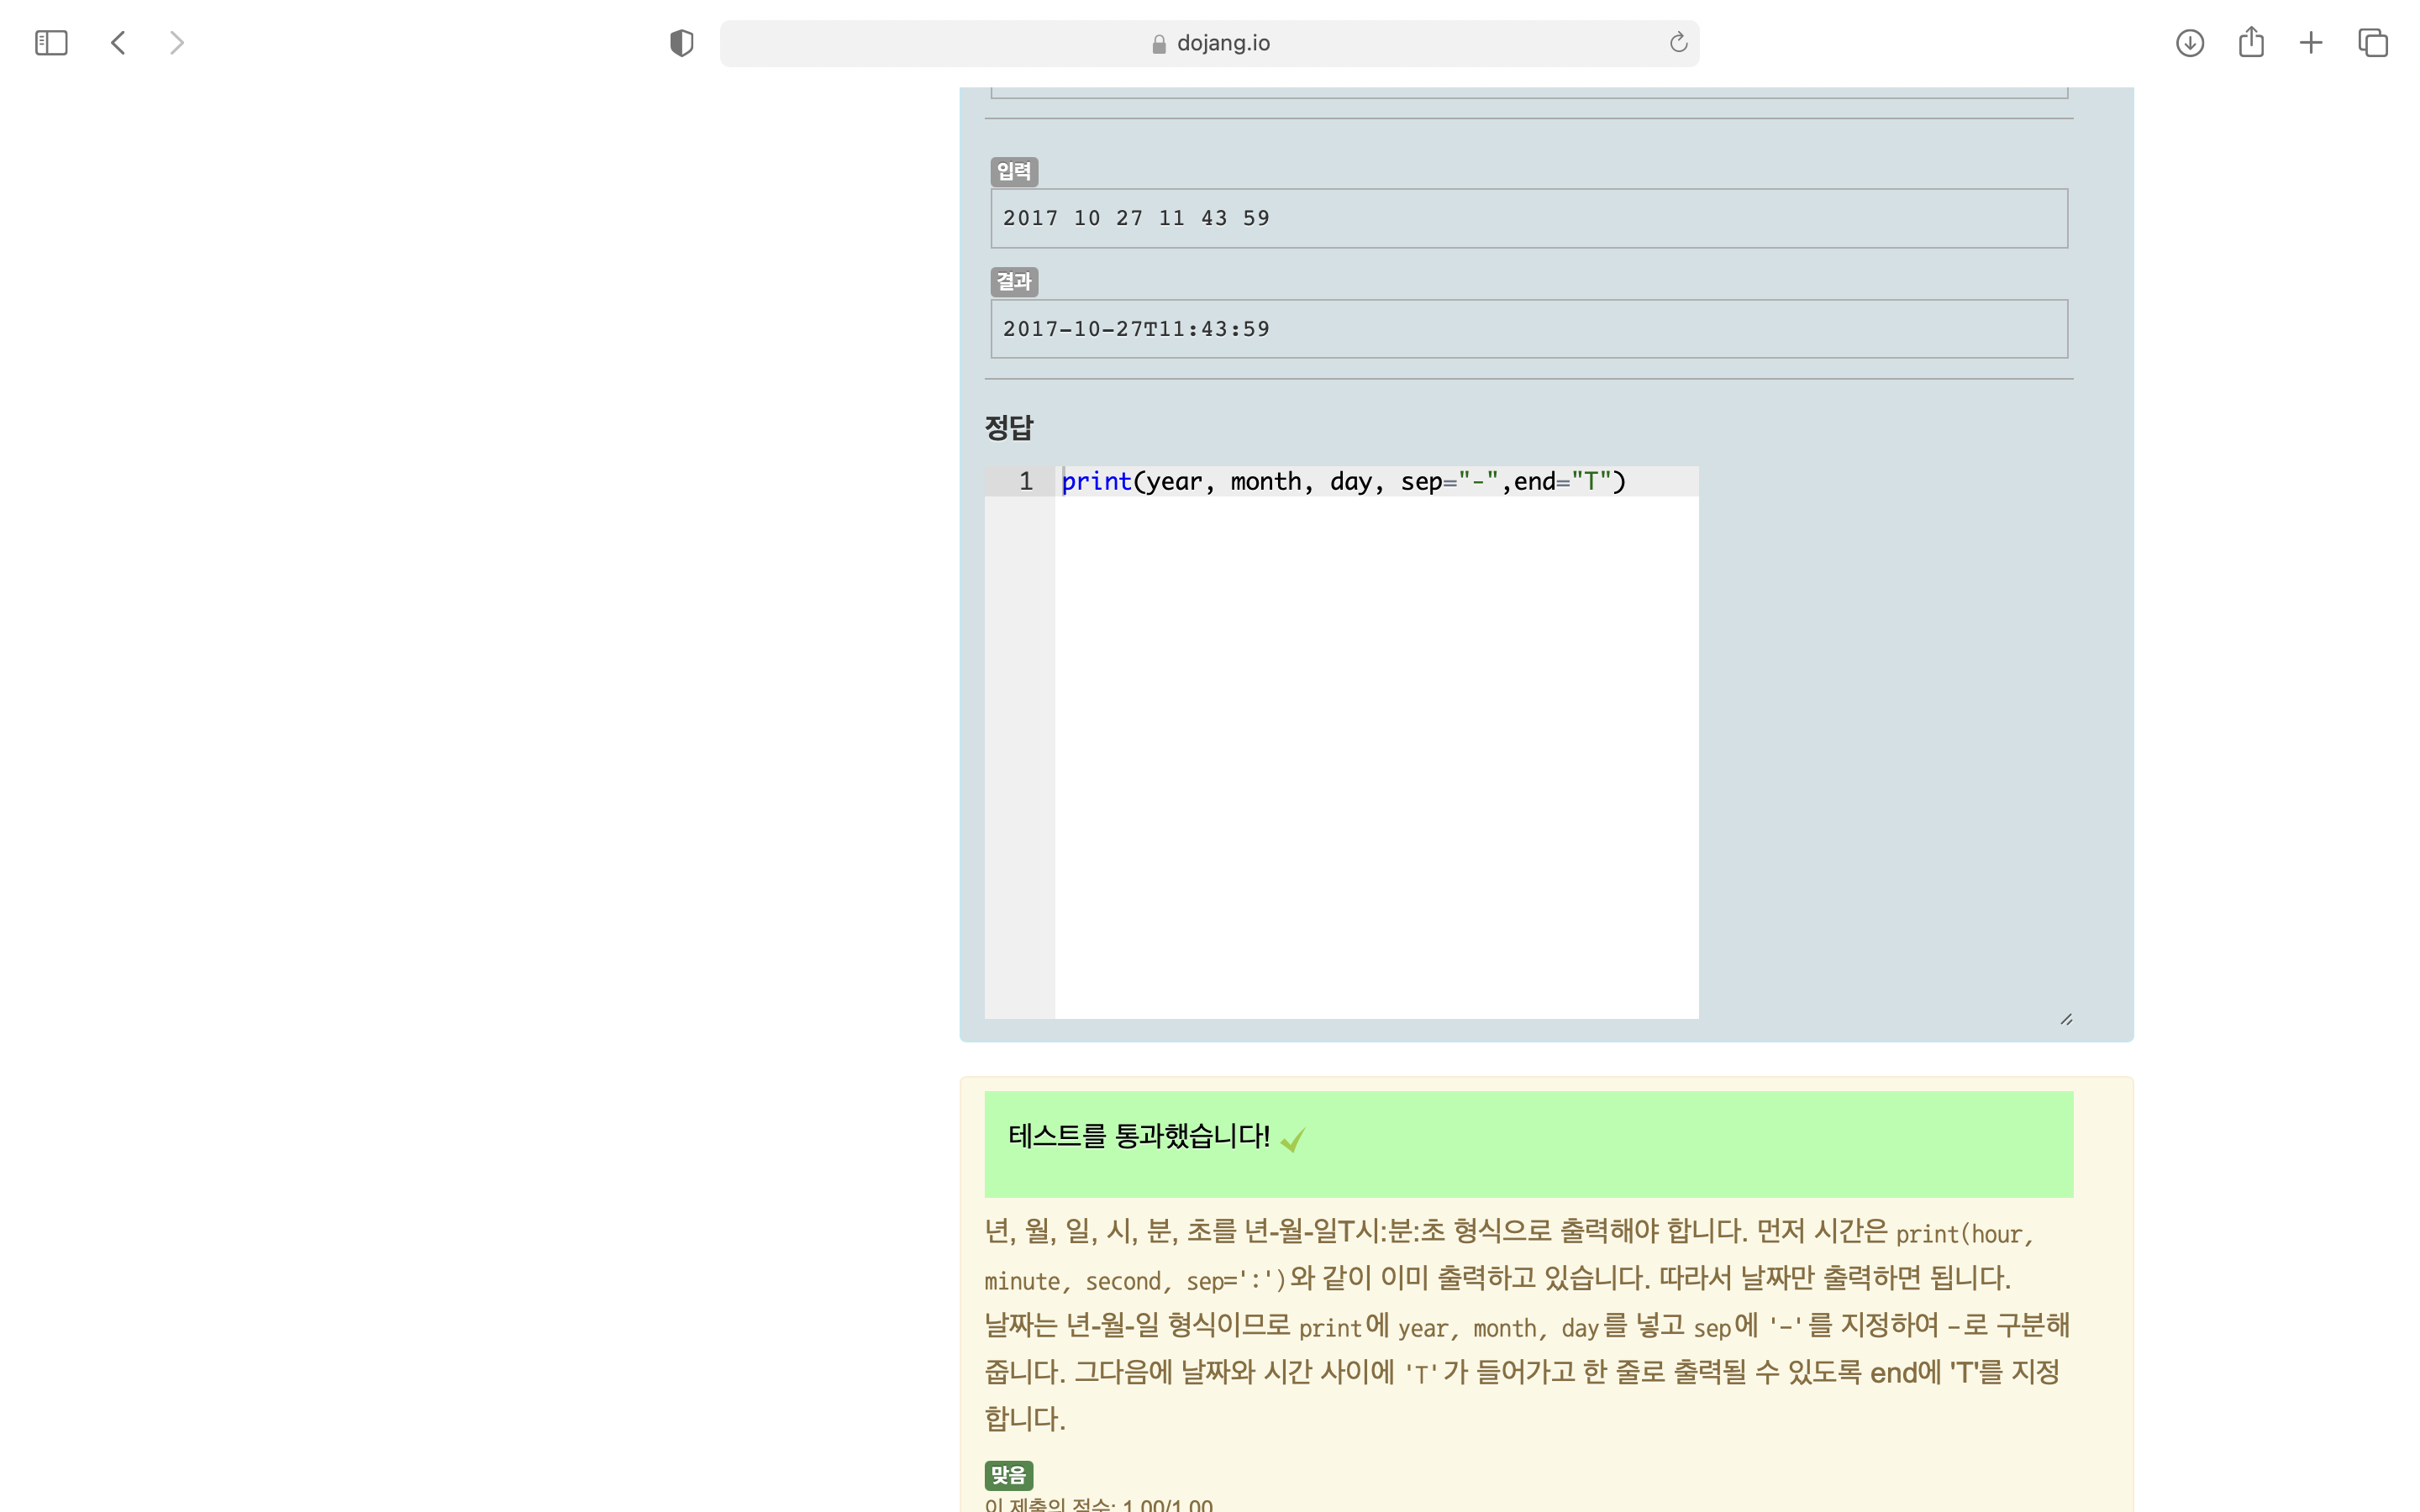 dojang.io
입력
2017 10 27 11 43 59
결과
2017-10-27T11:43:59
정답
1 print(year, month, day, sep="-",end="T")
테스트를 통과했습니다!
년, 월, 일, 시, 분, 초를 년-월-일T시:분:초 형식으로 출력해야 합니다. 먼저 시간은 print(hour,
minute, second, sep=':')와 같이 이미 출력하고 있습니다. 따라서 날짜만 출력하면 됩니다.
날짜는 년-월-일 형식이므로 print에 year, month, day를 넣고 sep에 '-'를 지정하여 -로 구분해
줍니다. 그다음에 날짜와 시간 사이에 'T'가 들어가고 한 줄로 출력될 수 있도록 end에 'T'를 지정
합니다.
맞음
이 제출의 점수: 1.00/1.00